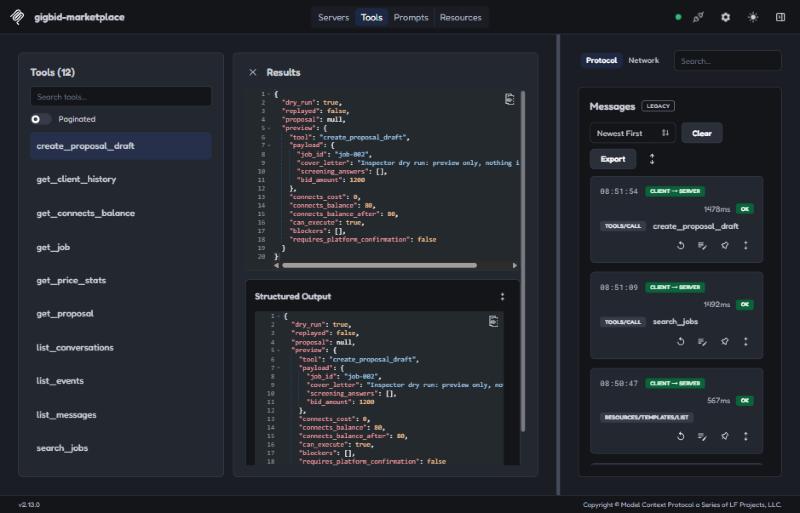 gigbid-marketplace
Servers Tools Prompts Resources
Tools (12)
Search tools...
Paginated
create_proposal_draft
get_client_history
get_connects_balance
get_job
get_price_stats
get_proposal
list_conversations
list_events
list_messages
search_jobs
Results
1 {
2 "dry_run": true,
3 "replayed": false,
4 "proposal": null,
5 "preview": {
6 "tool": "create_proposal_draft",
7 "payload": {
8 "job_id": "job-002",
9 "cover_letter": "Inspector dry run: preview only, nothing i
10 "screening_answers": [],
11 "bid_amount": 1200
12 },
13 "connects_cost": 0,
14 "connects_balance": 80,
15 "connects_balance_after": 80,
16 "can_execute": true,
17 "blockers": [],
18 "requires_platform_confirmation": false
19 }
20 }
Structured Output
1 {
2 "dry_run": true,
3 "replayed": false,
4 "proposal": null,
5 "preview": {
6 "tool": "create_proposal_draft",
7 "payload": {
8 "job_id": "job-002",
9 "cover_letter": "Inspector dry run: preview only, no
10 "screening_answers": [],
11 "bid_amount": 1200
12 },
13 "connects_cost": 0,
14 "connects_balance": 80,
15 "connects_balance_after": 80,
16 "can_execute": true,
17 "blockers": [],
18 "requires_platform_confirmation": false
Protocol Network Search...
Messages LEGACY
Newest First Clear
Export
08:51:54 CLIENT → SERVER
1478ms OK
TOOLS/CALL create_proposal_draft
08:51:09 CLIENT → SERVER
1492ms OK
TOOLS/CALL search_jobs
08:50:47 CLIENT → SERVER
567ms OK
RESOURCES/TEMPLATES/LIST
v2.13.0
Copyright © Model Context Protocol a Series of LF Projects, LLC.